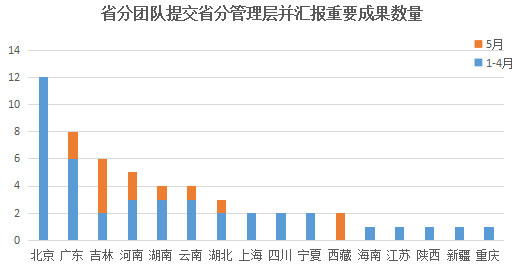 省分团队提交省分管理层并汇报重要成果数量
5月
1-4月
14
12
10
8
6
4
2
0
北京 广东 吉林 河南 湖南 云南 湖北 上海 四川 宁夏 西藏 海南 江苏 陕西 新疆 重庆